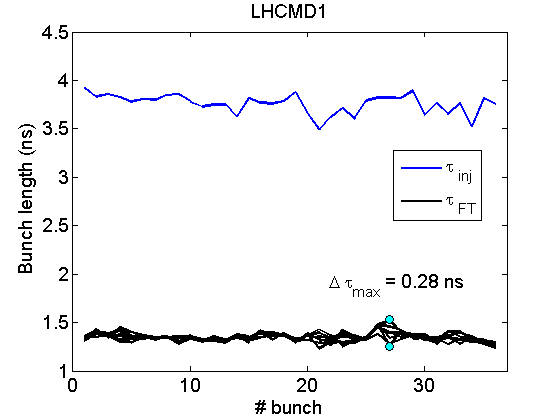 LHCMD1
4.5
4
3.5
3
2.5
2
1.5
1
Bunch length (ns)
τ inj
τ FT
Δ τmax = 0.28 ns
0 10 20 30
# bunch